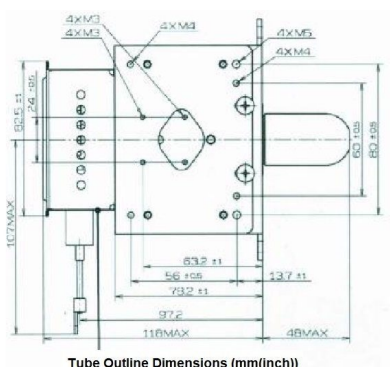 4XM3
4XM3
4XM4
4XM5
4XM4
82.5 ±1
24 ±0.5
60 ±0.5
80 ±0.5
107MAX
63.2 ±1
56 ±0.5
13.7 ±1
79.2 ±1
97.2
118MAX
48MAX
Tube Outline Dimensions (mm(inch))